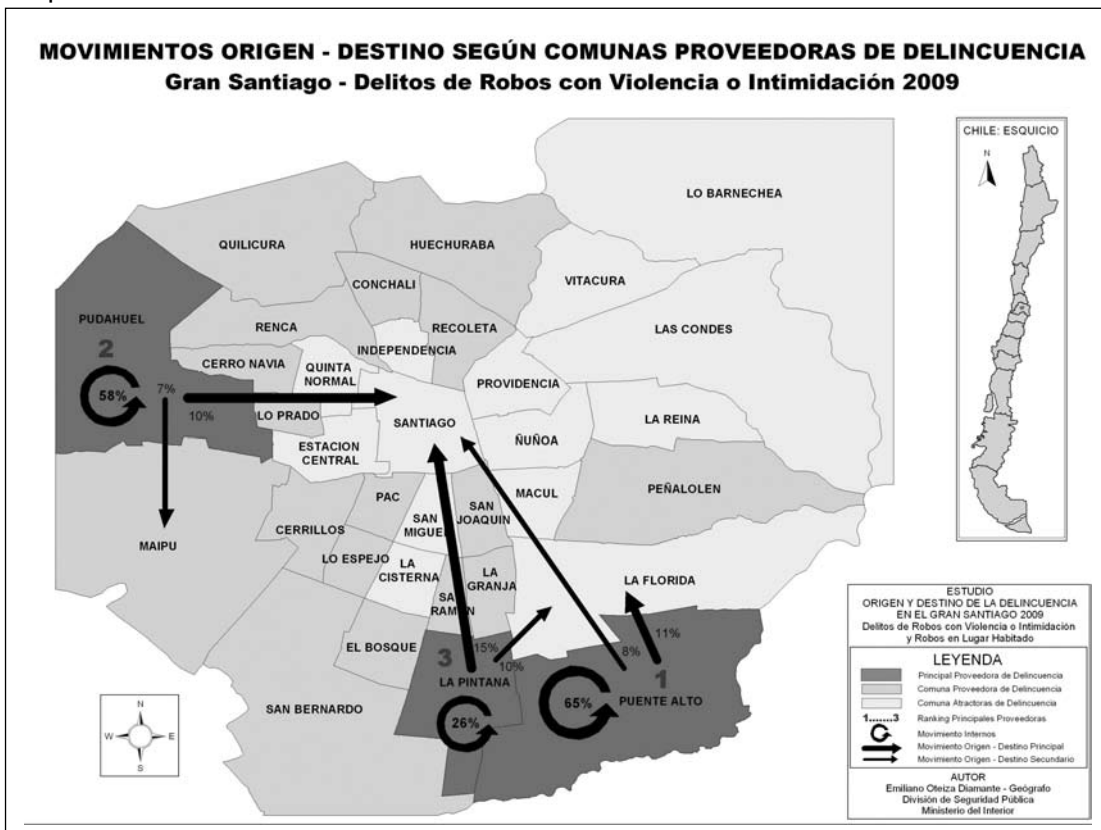 MOVIMIENTOS ORIGEN - DESTINO SEGÚN COMUNAS PROVEEDORAS DE DELINCUENCIA
Gran Santiago - Delitos de Robos con Violencia o Intimidación 2009
CHILE: ESQUICIO
N
LO BARNECHEA
QUILICURA
HUECHURABA
VITACURA
CONCHALI
PUDAHUEL
RENCA
RECOLETA
LAS CONDES
INDEPENDENCIA
2
CERRO NAVIA
QUINTA
NORMAL
PROVIDENCIA
58%
7%
10%
LO PRADO
SANTIAGO
LA REINA
ÑUÑOA
ESTACION
CENTRAL
PEÑALOLEN
MACUL
PAC
SAN
JOAQUIN
SAN
MIGUEL
CERRILLOS
MAIPU
LO ESPEJO
LA
CISTERNA
LA
GRANJA
LA FLORIDA
SAN
RAMON
EL BOSQUE
3
15%
10%
8%
11%
LA PINTANA
1
65%
PUENTE ALTO
26%
SAN BERNARDO
N
W
E
S
ESTUDIO
ORIGEN Y DESTINO DE LA DELINCUENCIA
EN EL GRAN SANTIAGO 2009
Delitos de Robos con Violencia o Intimidación
y Robos en Lugar Habitado
LEYENDA
Principal Proveedora de Delincuencia
Comuna Proveedora de Delincuencia
Comuna Atractoras de Delincuencia
1.......3 Ranking Principales Proveedoras
Movimiento Internos
Movimiento Origen - Destino Principal
Movimiento Origen - Destino Secundario
AUTOR
Emiliano Oteiza Diamante - Geógrafo
División de Seguridad Pública
Ministerio del Interior